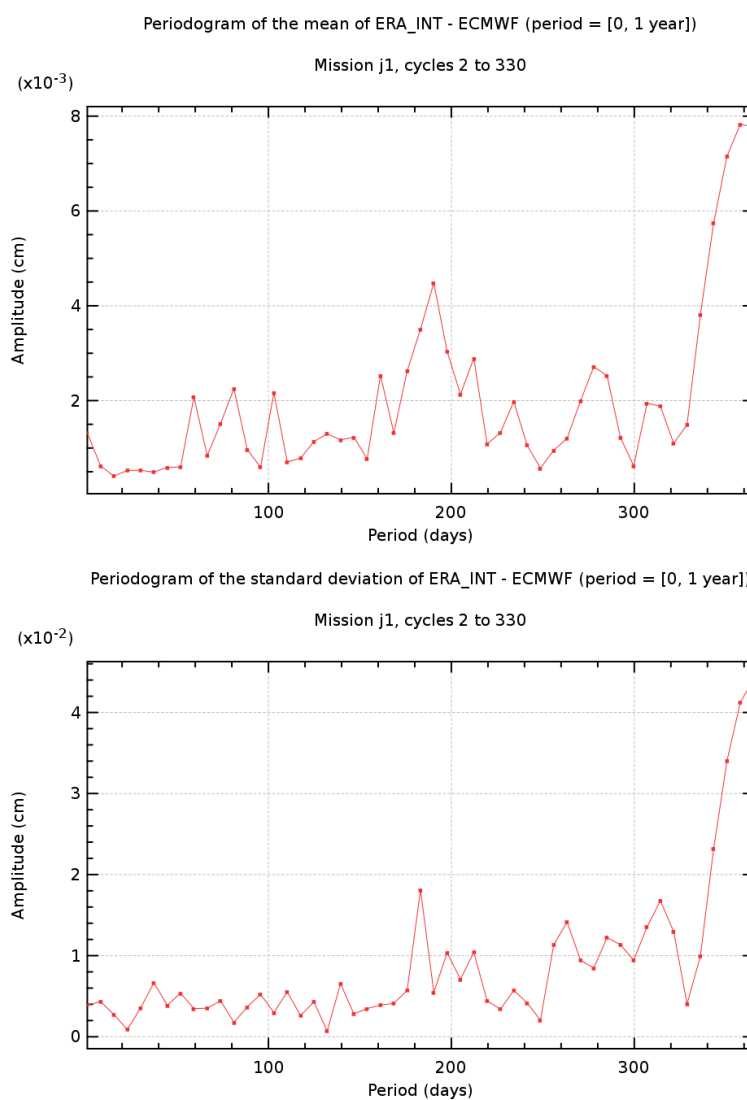 Periodogram of the mean of ERA_INT - ECMWF (period = [0, 1 year])
Mission j1, cycles 2 to 330
(x10-3)
8
6
4
2
Amplitude (cm)
100 200 300
Period (days)
Periodogram of the standard deviation of ERA_INT - ECMWF (period = [0, 1 year])
Mission j1, cycles 2 to 330
(x10-2)
4
3
2
1
0
Amplitude (cm)
100 200 300
Period (days)